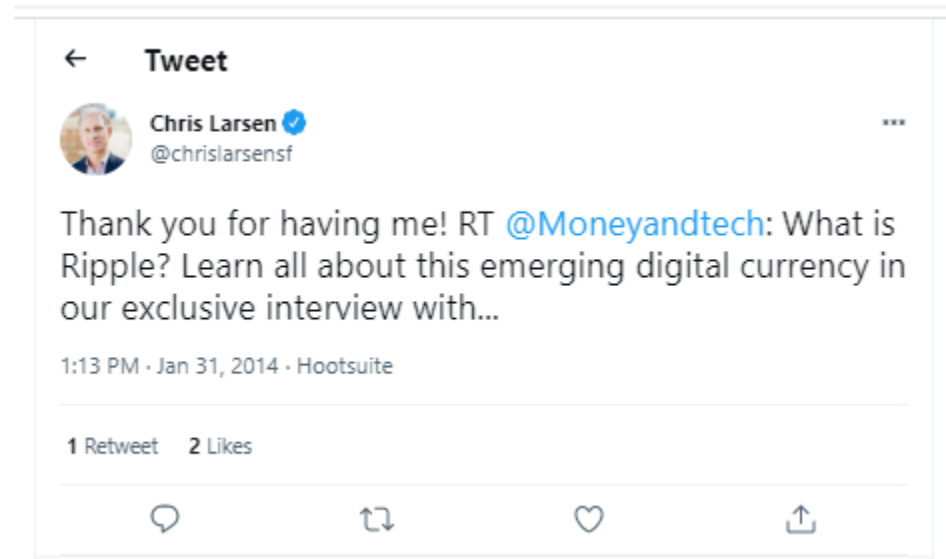 Tweet
Chris Larsen
@chrislarsensf
Thank you for having me! RT @Moneyandtech: What is
Ripple? Learn all about this emerging digital currency in
our exclusive interview with...
1:13 PM · Jan 31, 2014 · Hootsuite
1 Retweet 2 Likes